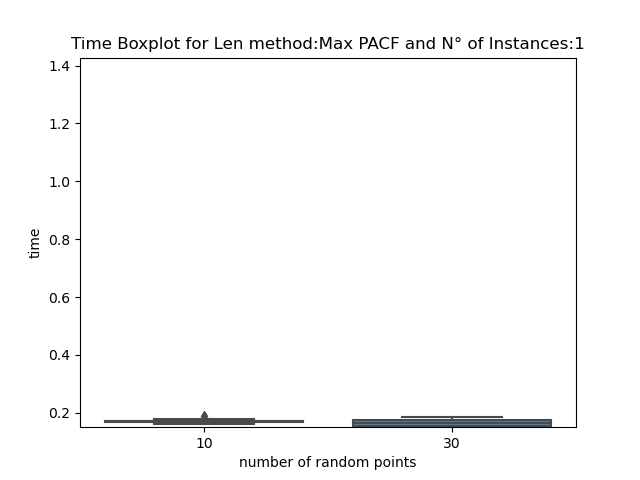 Time Boxplot for Len method:Max PACF and N° of Instances:1
1.4
1.2
1.0
0.8
0.6
0.4
0.2
time
10 30
number of random points